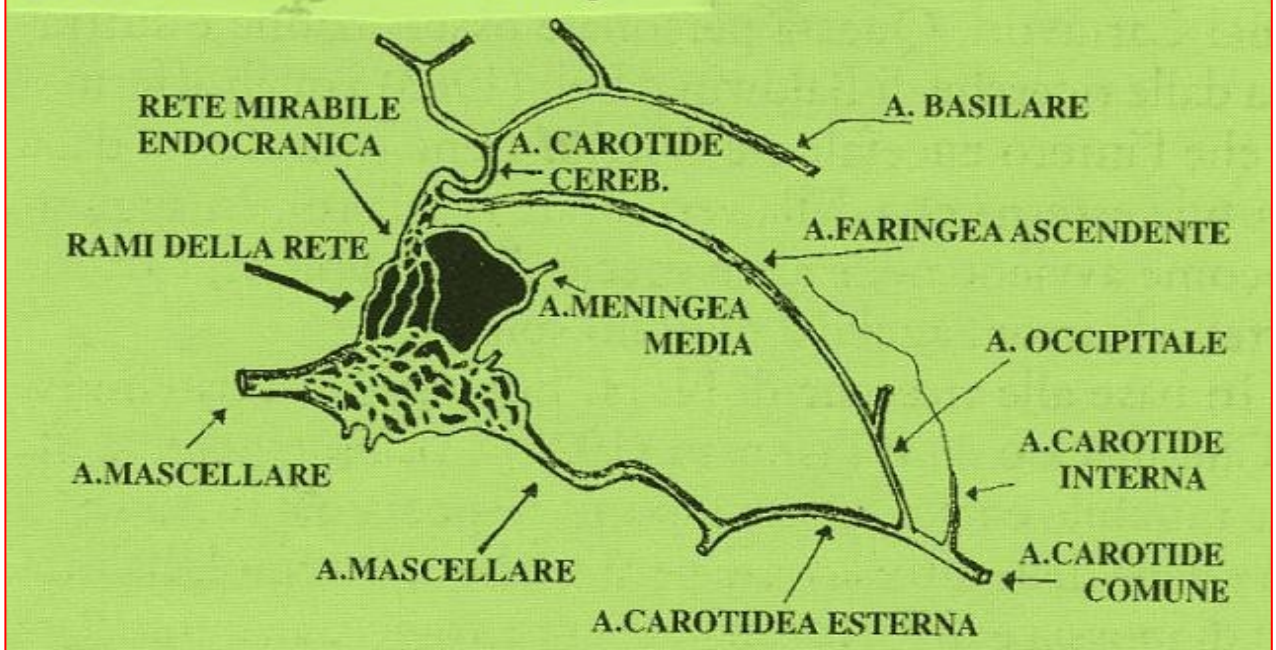 RETE MIRABILE
ENDOCRANICA
A. CAROTIDE
CEREB.
A. BASILARE
RAMI DELLA RETE
A.FARINGEA ASCENDENTE
A.MENINGEA
MEDIA
A. OCCIPITALE
A.MASCELLARE
A.CAROTIDE
INTERNA
A.MASCELLARE
A.CAROTIDE
COMUNE
A.CAROTIDEA ESTERNA